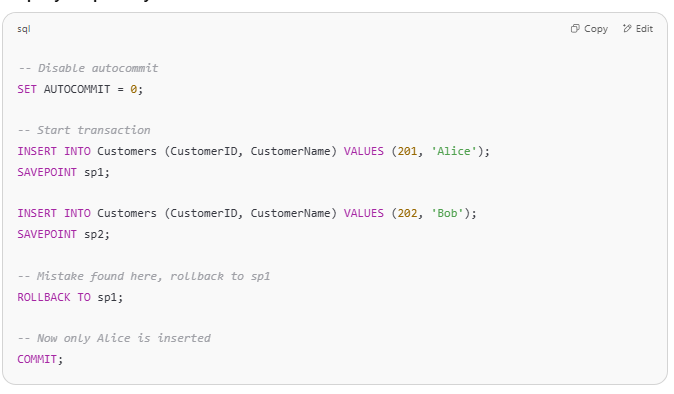 sql
Copy
Edit
-- Disable autocommit
SET AUTOCOMMIT = 0;
-- Start transaction
INSERT INTO Customers (CustomerID, CustomerName) VALUES (201, 'Alice');
SAVEPOINT sp1;
INSERT INTO Customers (CustomerID, CustomerName) VALUES (202, 'Bob');
SAVEPOINT sp2;
-- Mistake found here, rollback to sp1
ROLLBACK TO sp1;
-- Now only Alice is inserted
COMMIT;